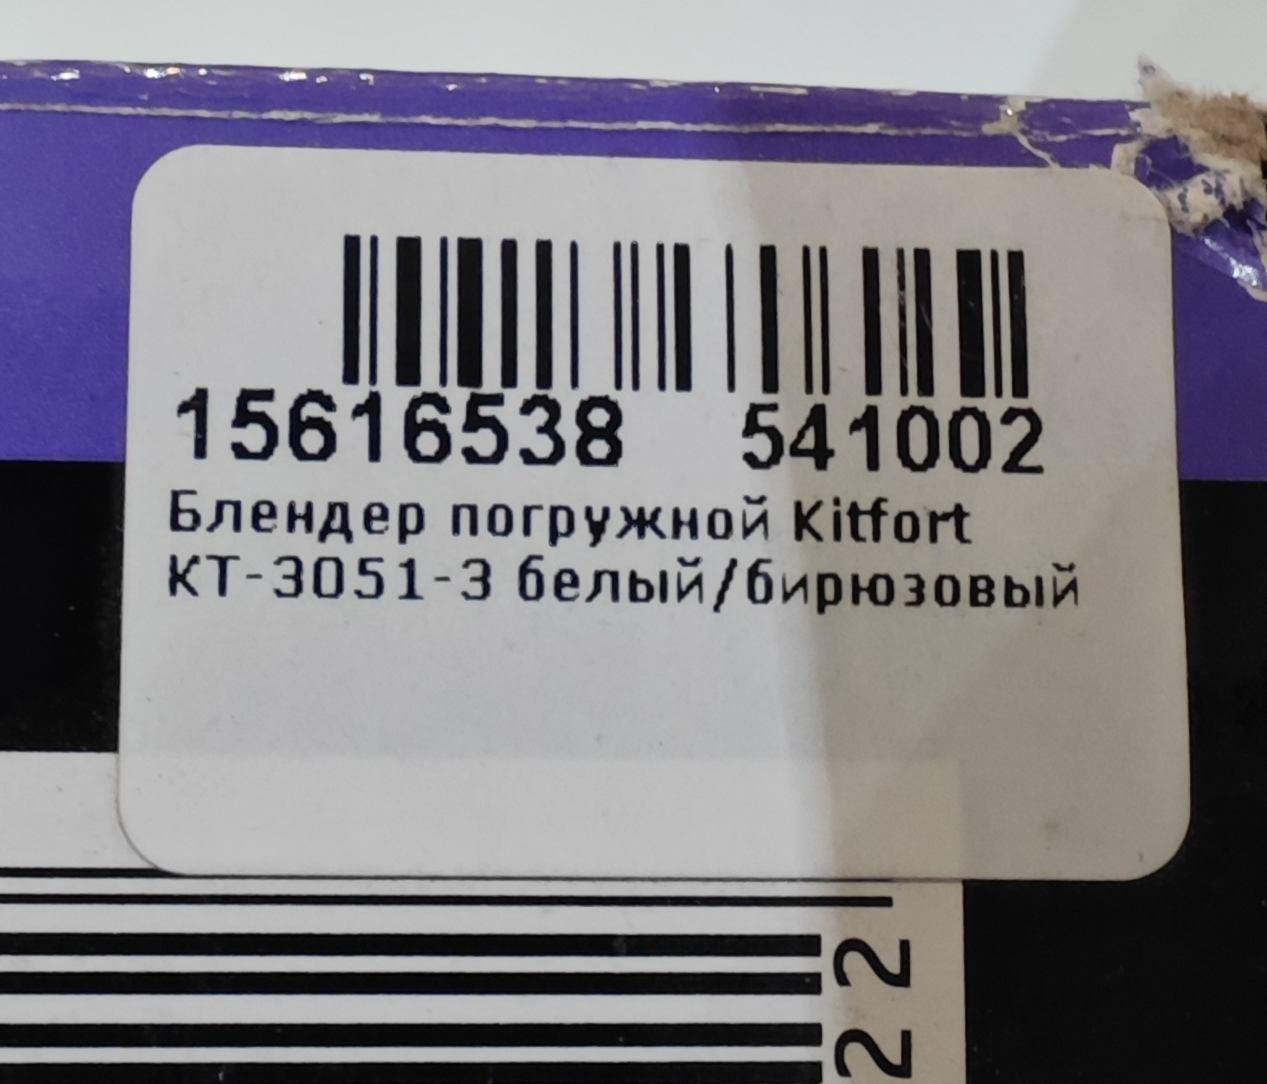 15616538 541002
Блендер погружной Kitfort
КТ-3051-3 белый/бирюзовый
22